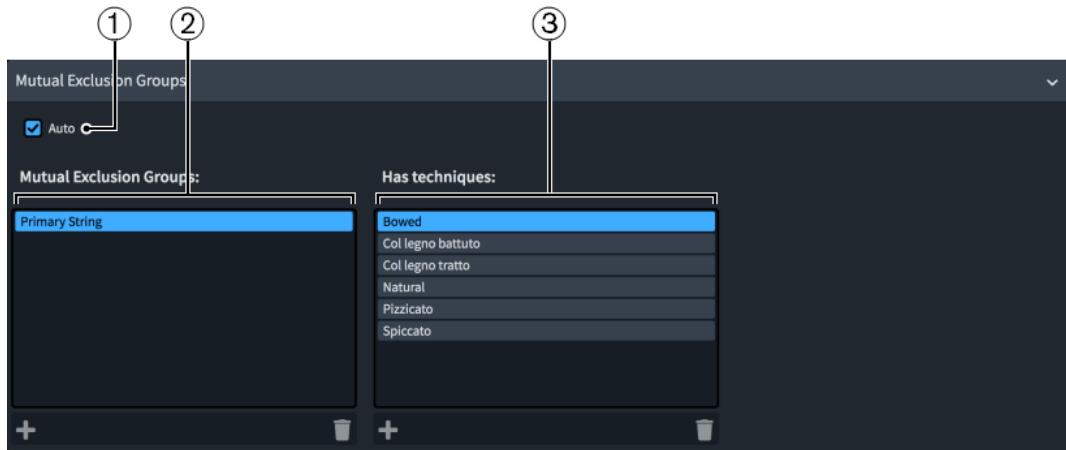 ① ② ③
Mutual Exclusion Groups
Auto
Mutual Exclusion Groups:
Has techniques:
Primary String
Bowed
Col legno battuto
Col legno tratto
Natural
Pizzicato
Spiccato